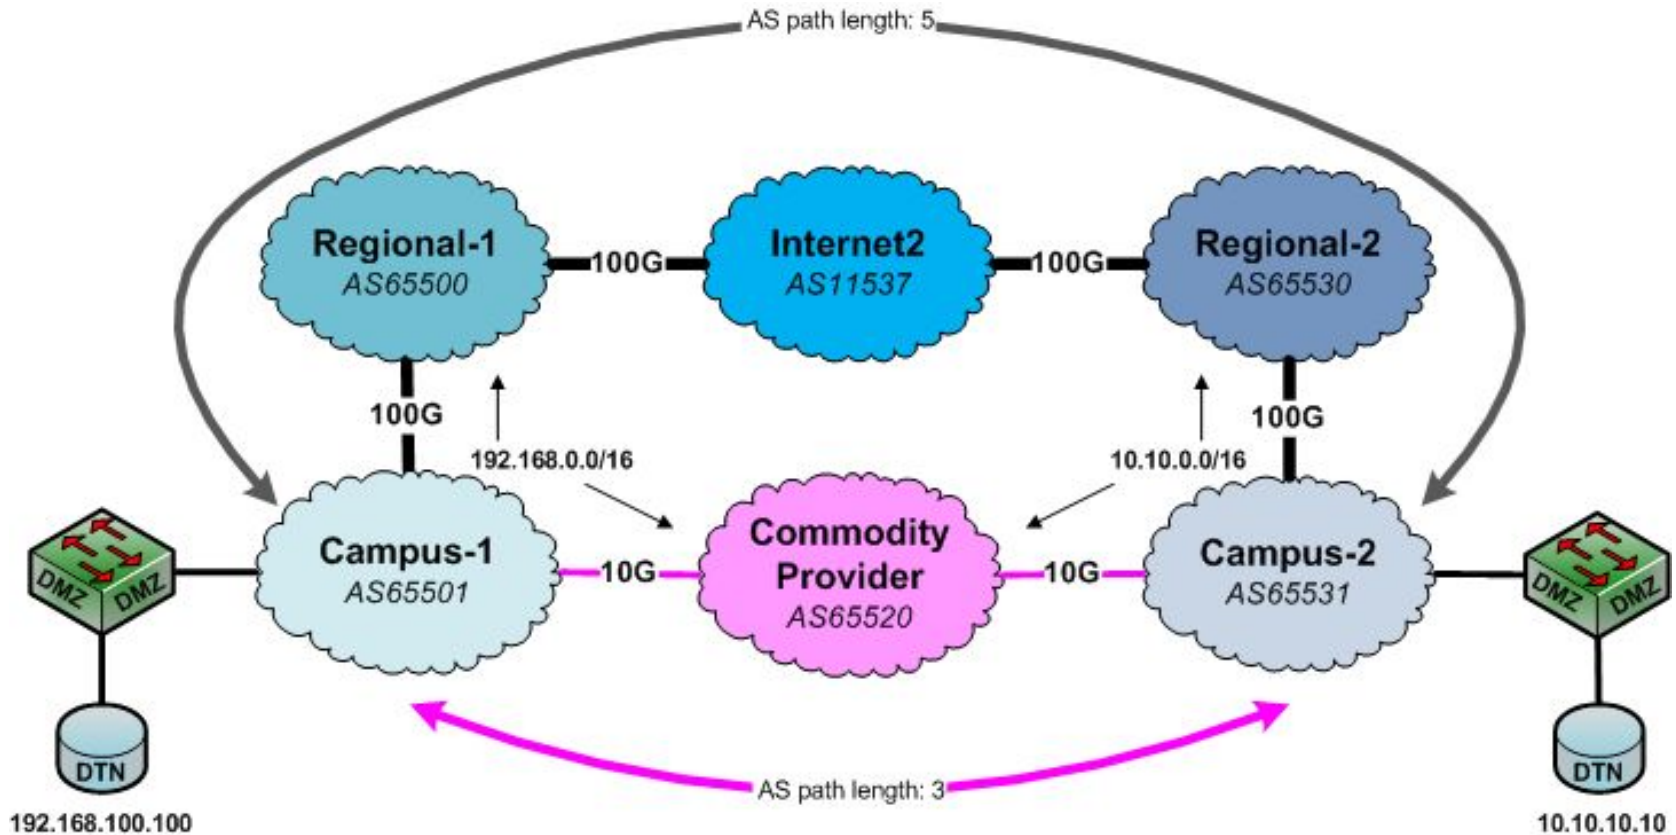 AS path length: 5
Regional-1
AS65500
100G
Internet2
AS11537
100G
Regional-2
AS65530
100G
100G
192.168.0.0/16
10.10.0.0/16
DMZ DMZ
Campus-1
AS65501
10G
Commodity
Provider
AS65520
10G
Campus-2
AS65531
DMZ DMZ
DTN
192.168.100.100
AS path length: 3
DTN
10.10.10.10